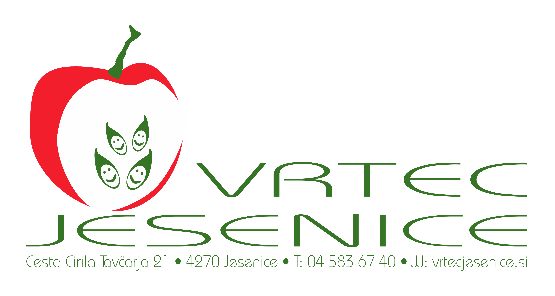 VRTEC
JESENICE
Cesta Cirila Tavčarja 21 • 4270 Jesenice • T: 04 583 67 40 • W: vrtecjesenice.si